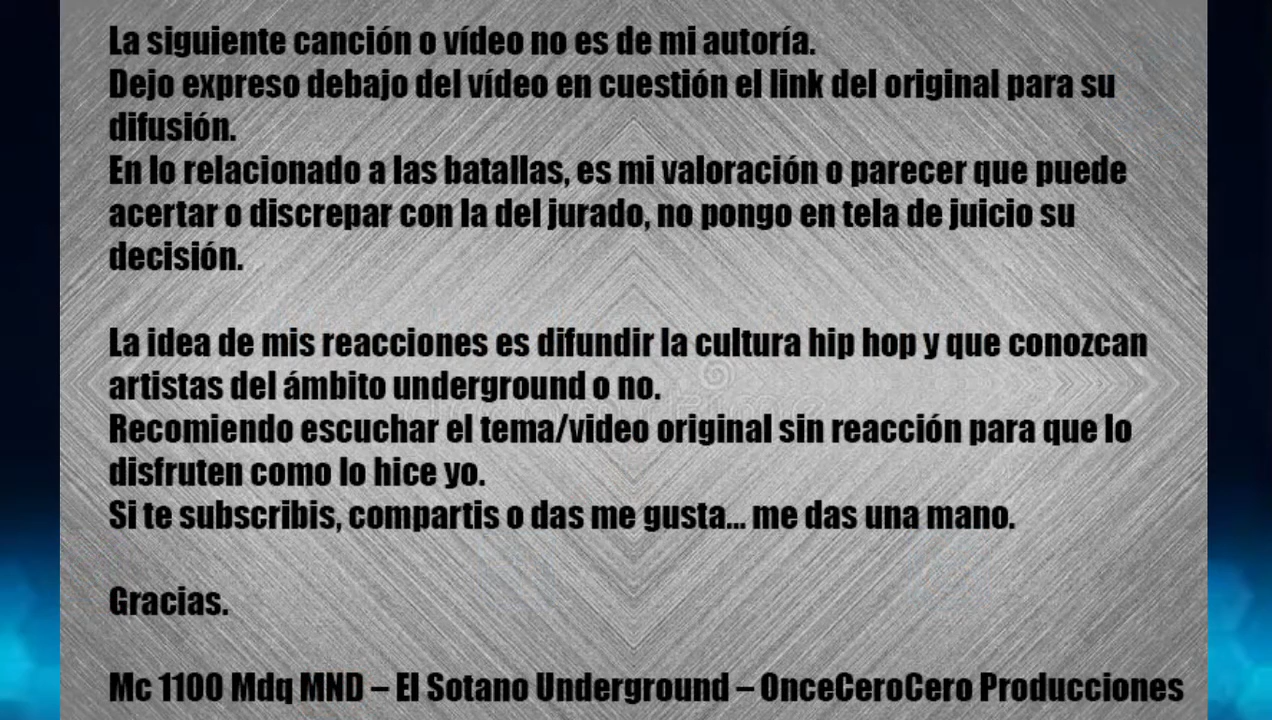 La siguiente canción o vídeo no es de mi autoría.
Dejo expreso debajo del vídeo en cuestión el link del original para su
difusión.
En lo relacionado a las batallas, es mi valoración o parecer que puede
acertar o discrepar con la del jurado, no pongo en tela de juicio su
decisión.
La idea de mis reacciones es difundir la cultura hip hop y que conozcan
artistas del ámbito underground o no.
Recomiendo escuchar el tema/video original sin reacción para que lo
disfruten como lo hice yo.
Si te subscribis, compartis o das me gusta... me das una mano.
Gracias.
Mc 1100 Mdq MND – El Sotano Underground – OnceCeroCero Producciones